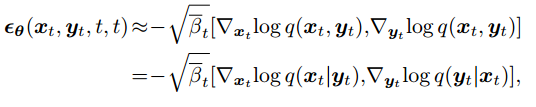 ϵ_θ(x_t, y_t, t, t) ≈ −√β̅_t [∇_{x_t} log q(x_t, y_t), ∇_{y_t} log q(x_t, y_t)]
= −√β̅_t [∇_{x_t} log q(x_t|y_t), ∇_{y_t} log q(y_t|x_t)],